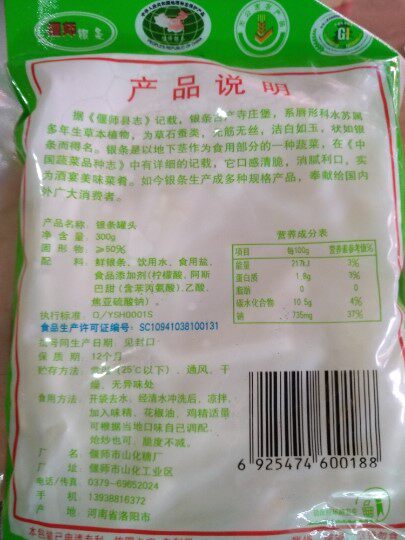 偃师银条
GI
产品说明
据《偃师县志》记载，银条
寺庄堡，系唇形科水苏属
多年生草本植物，为草石蚕类，无筋无丝，洁白如玉，状如银
条而得名。银条是以地下茎作为食用部分的一种蔬菜，在《中
国蔬菜品种志》中有详细的记载，它口感清脆，消腻利口，实
为酒宴美味菜肴。如今银条生产成多种规格产品，奉献给国内
外广大消费者。
产品名称：银条罐头
净含量：300g
固形物：≥50%
配料：鲜银条、饮用水、食用盐、
食品添加剂(柠檬酸、阿斯
巴甜(含苯丙氨酸)、乙酸、
焦亚硫酸钠)。
执行标准：Q/YSH0001S
食品生产许可证编号：SC10941038100131
批号同生产日期：见封口
保质期：12个月
贮存方法：常温(25℃以下)、通风、干
燥、无异味处
食用方法：开袋去水、经清水冲洗后、凉拌，
加入味精、花椒油、鸡精适量
可根据当地口味自己调配，
烩炒也可，脆度不减。
厂名：偃师市山化糖厂
厂址：偃师市山化工业区
电话/传真：0379-69652024
手机：13938816372
产地：河南省洛阳市
营养成分表
项目 每100g 营养素参考值%
能量 217kJ 3%
蛋白质 1.8g 3%
脂肪 0 0
碳水化合物 10.5g 4%
钠 735mg 37%
6 925474 600188